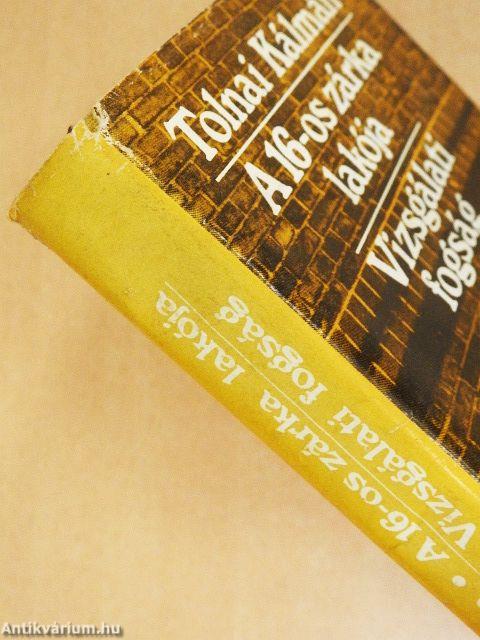 Tolnai Kálmán
A 16-os zárka
lakója
Vizsgálati
fogság
• A 16-os zárka lakója
Vizsgálati fogság
Antikvárium.hu